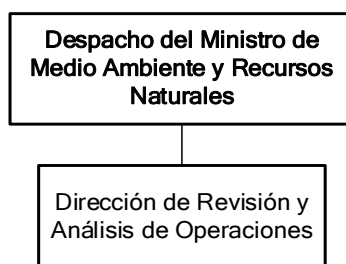 Despacho del Ministro de
Medio Ambiente y Recursos
Naturales
Dirección de Revisión y
Análisis de Operaciones